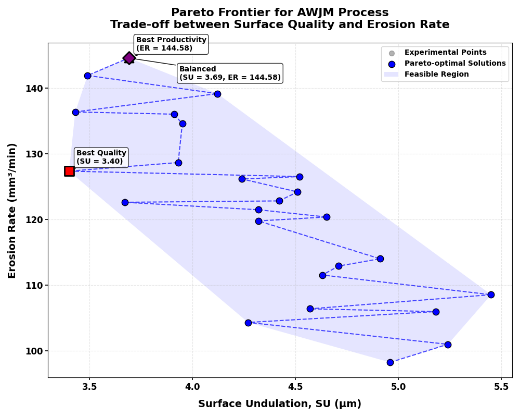 Pareto Frontier for AWJM Process
Trade-off between Surface Quality and Erosion Rate
Best Productivity
(ER = 144.58)
Balanced
(SU = 3.69, ER = 144.58)
Best Quality
(SU = 3.40)
Experimental Points
Pareto-optimal Solutions
Feasible Region
Erosion Rate (mm³/min)
140
130
120
110
100
3.5 4.0 4.5 5.0 5.5
Surface Undulation, SU (μm)